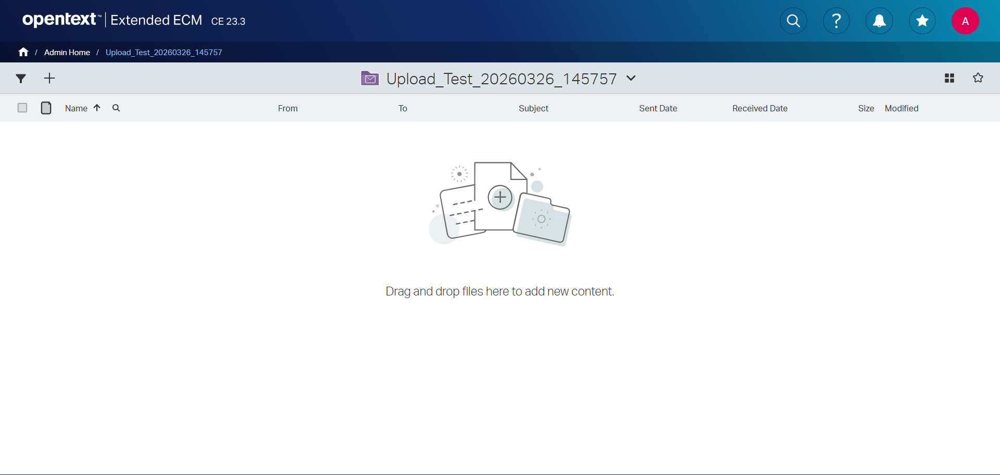 opentext™ | Extended ECM CE 23.3
A
/ Admin Home / Upload_Test_20260326_145757
Upload_Test_20260326_145757
Name From To Subject Sent Date Received Date Size Modified
Drag and drop files here to add new content.